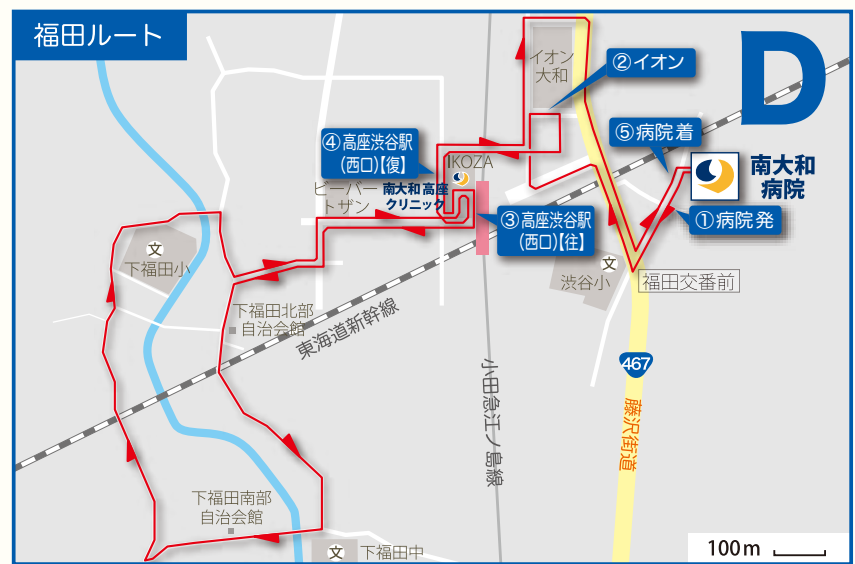 福田ルート
D
イオン
大和
②イオン
④高座渋谷駅
(西口)【復】
⑤病院着
IKOZA
南大和
病院
ビーバー
トザン
南大和高座
クリニック
①病院発
③高座渋谷駅
(西口)【往】
文
下福田小
文
渋谷小
福田交番前
下福田北部
自治会館
東海道新幹線
467
小田急江ノ島線
藤沢街道
下福田南部
自治会館
文
下福田中
100m